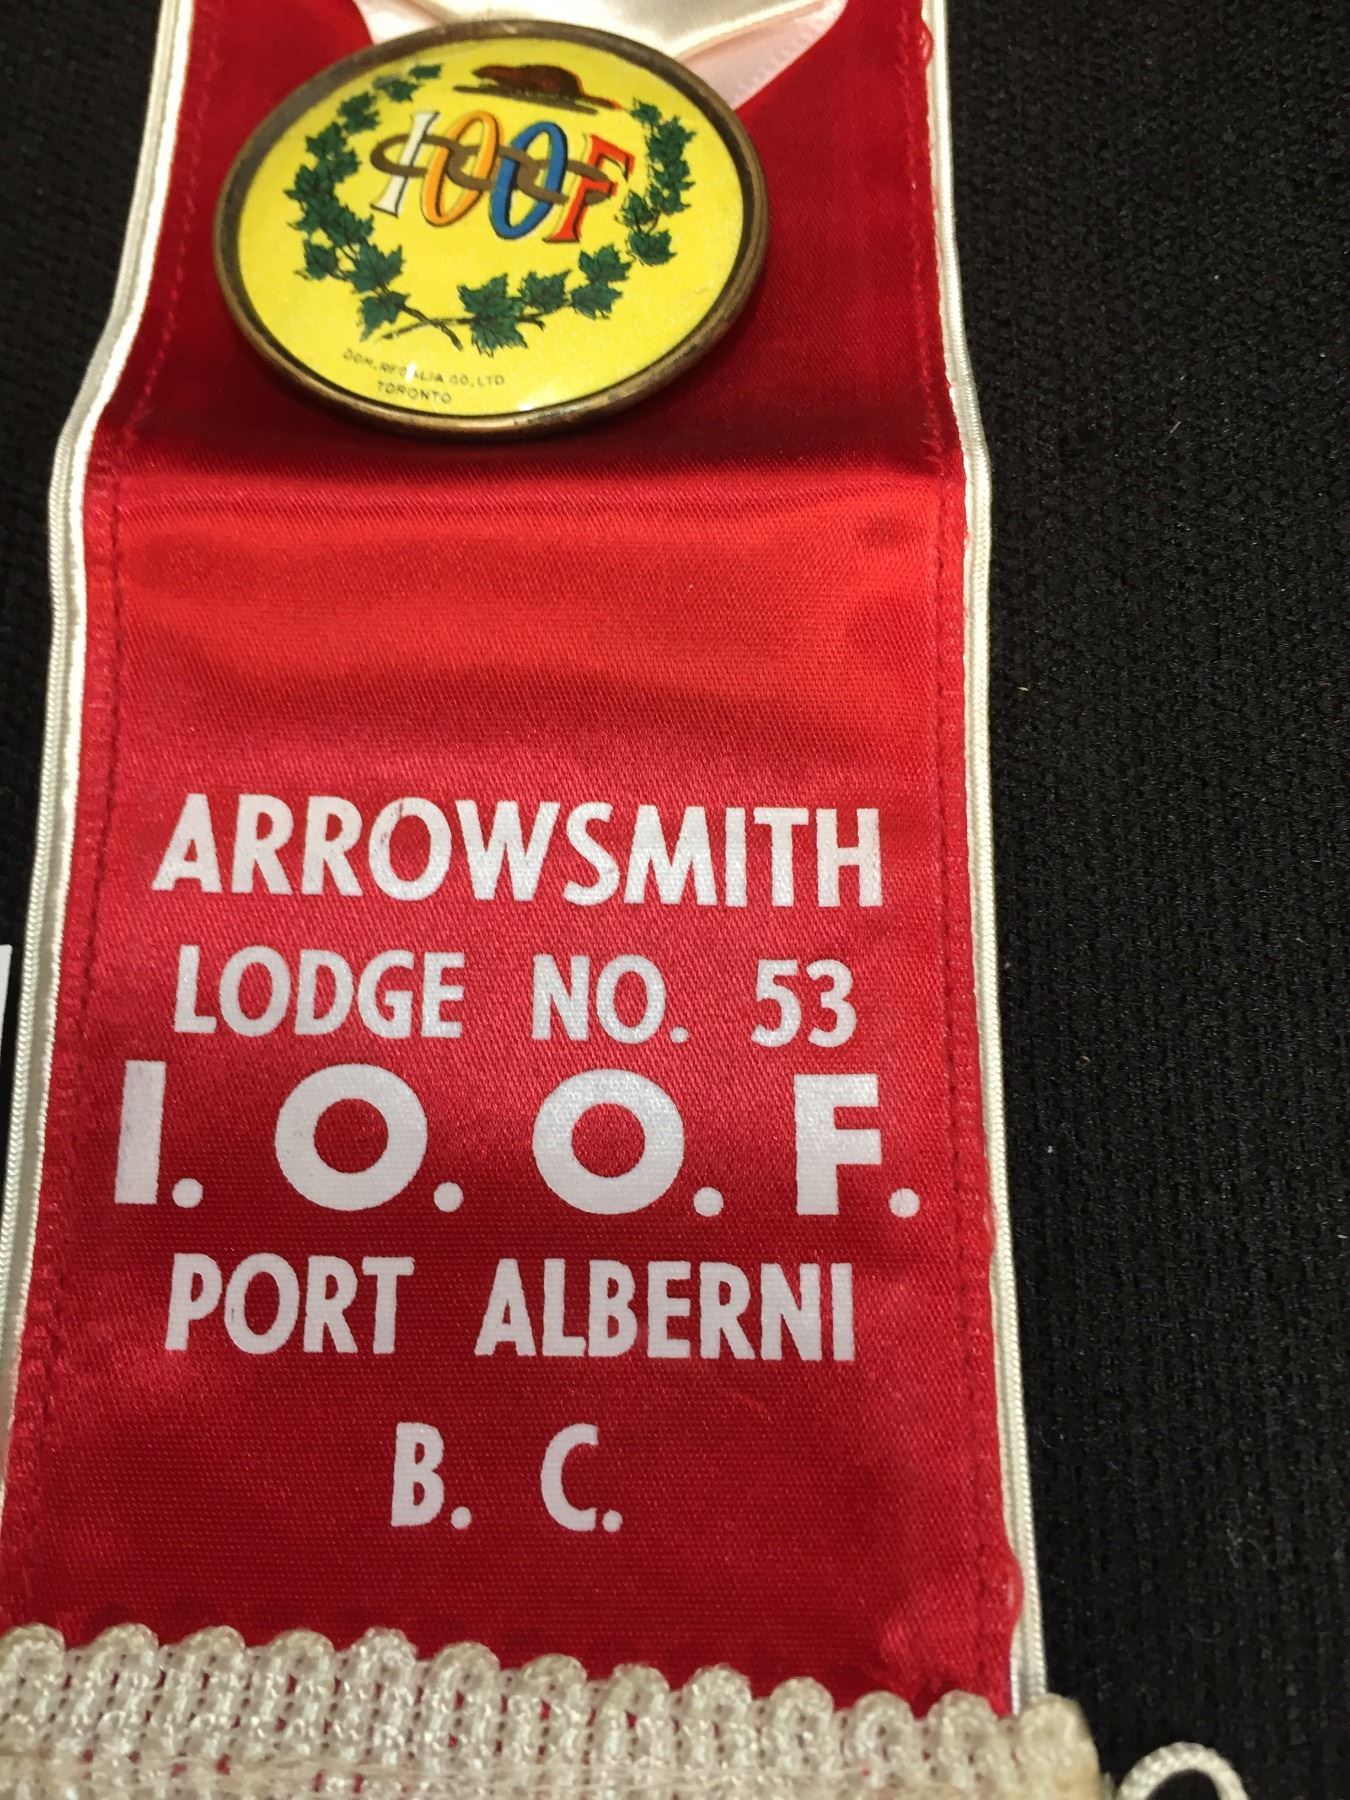 IOOF
DOM. REGALIA CO., LTD
TORONTO
ARROWSMITH
LODGE NO. 53
I. O. O. F.
PORT ALBERNI
B. C.